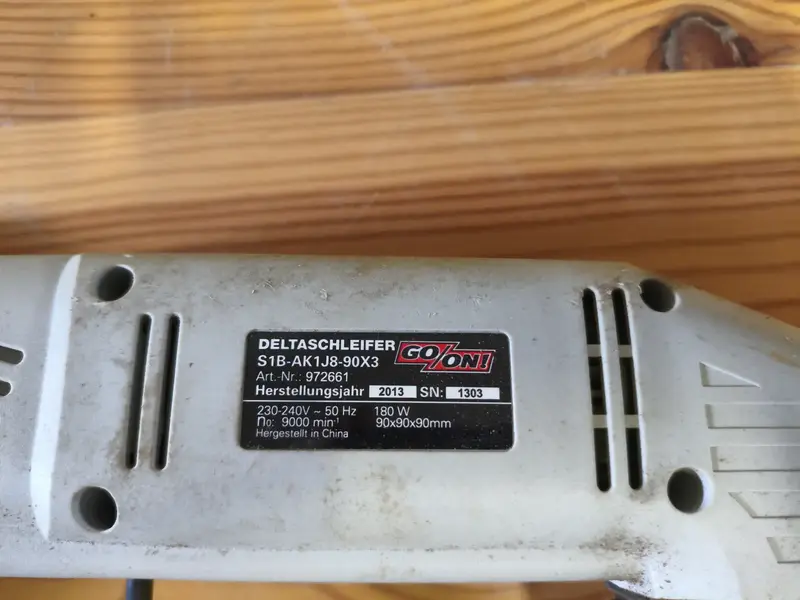 DELTASCHLEIFER GO/ON!
S1B-AK1J8-90X3
Art.-Nr.: 972661
Herstellungsjahr 2013 SN: 1303
230-240V ~ 50 Hz 180 W
n₀: 9000 min⁻¹ 90x90x90mm
Hergestellt in China